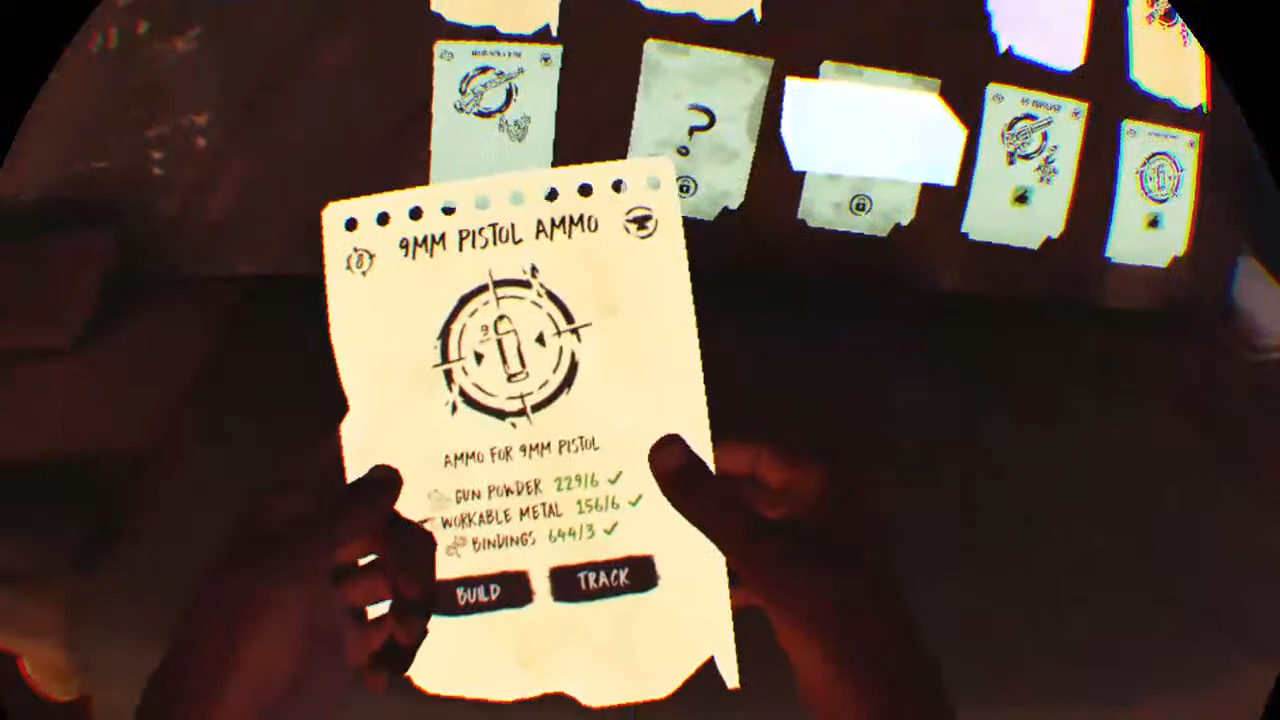 ?
9MM PISTOL AMMO
9
AMMO FOR 9MM PISTOL
GUN POWDER 229/6 ✓
WORKABLE METAL 156/6 ✓
BINDINGS 644/3 ✓
BUILD TRACK